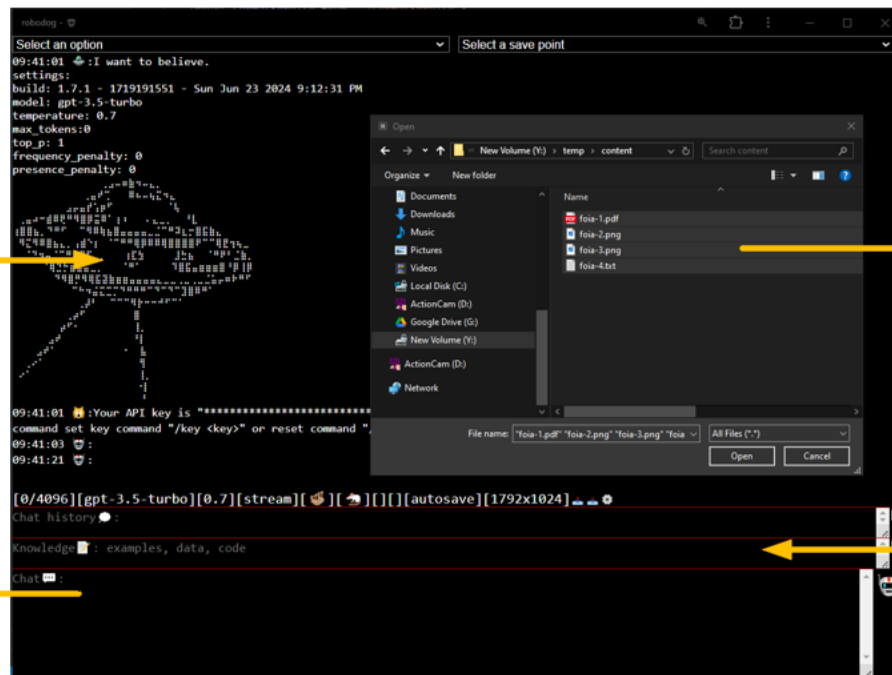 robodog -
Select an option
Select a save point
09:41:01 🛸:I want to believe.
settings:
build: 1.7.1 - 1719191551 - Sun Jun 23 2024 9:12:31 PM
model: gpt-3.5-turbo
temperature: 0.7
max_tokens:0
top_p: 1
frequency_penalty: 0
presence_penalty: 0
Open
New Volume (Y:) › temp › content
Search content
Organize
New folder
Documents
Downloads
Music
Pictures
Videos
Local Disk (C:)
ActionCam (D:)
Google Drive (G:)
New Volume (Y:)
ActionCam (D:)
Network
Name
foia-1.pdf
foia-2.png
foia-3.png
foia-4.txt
File name:
"foia-1.pdf" "foia-2.png" "foia-3.png" "foia
All Files (*.*)
Open
Cancel
09:41:01 :Your API key is "****************************
command set key command "/key <key>" or reset command "
09:41:03 :
09:41:21 :
[0/4096][gpt-3.5-turbo][0.7][stream][🦥][🦡][][][autosave][1792x1024]
Chat history💭:
Knowledge📝: examples, data, code
Chat💬: